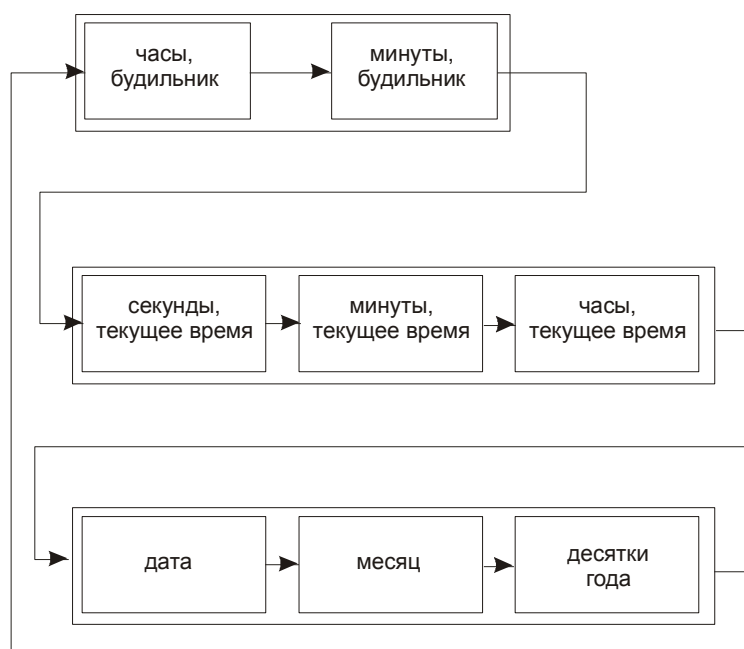 часы,
будильник
минуты,
будильник
секунды,
текущее время
минуты,
текущее время
часы,
текущее время
дата
месяц
десятки
года